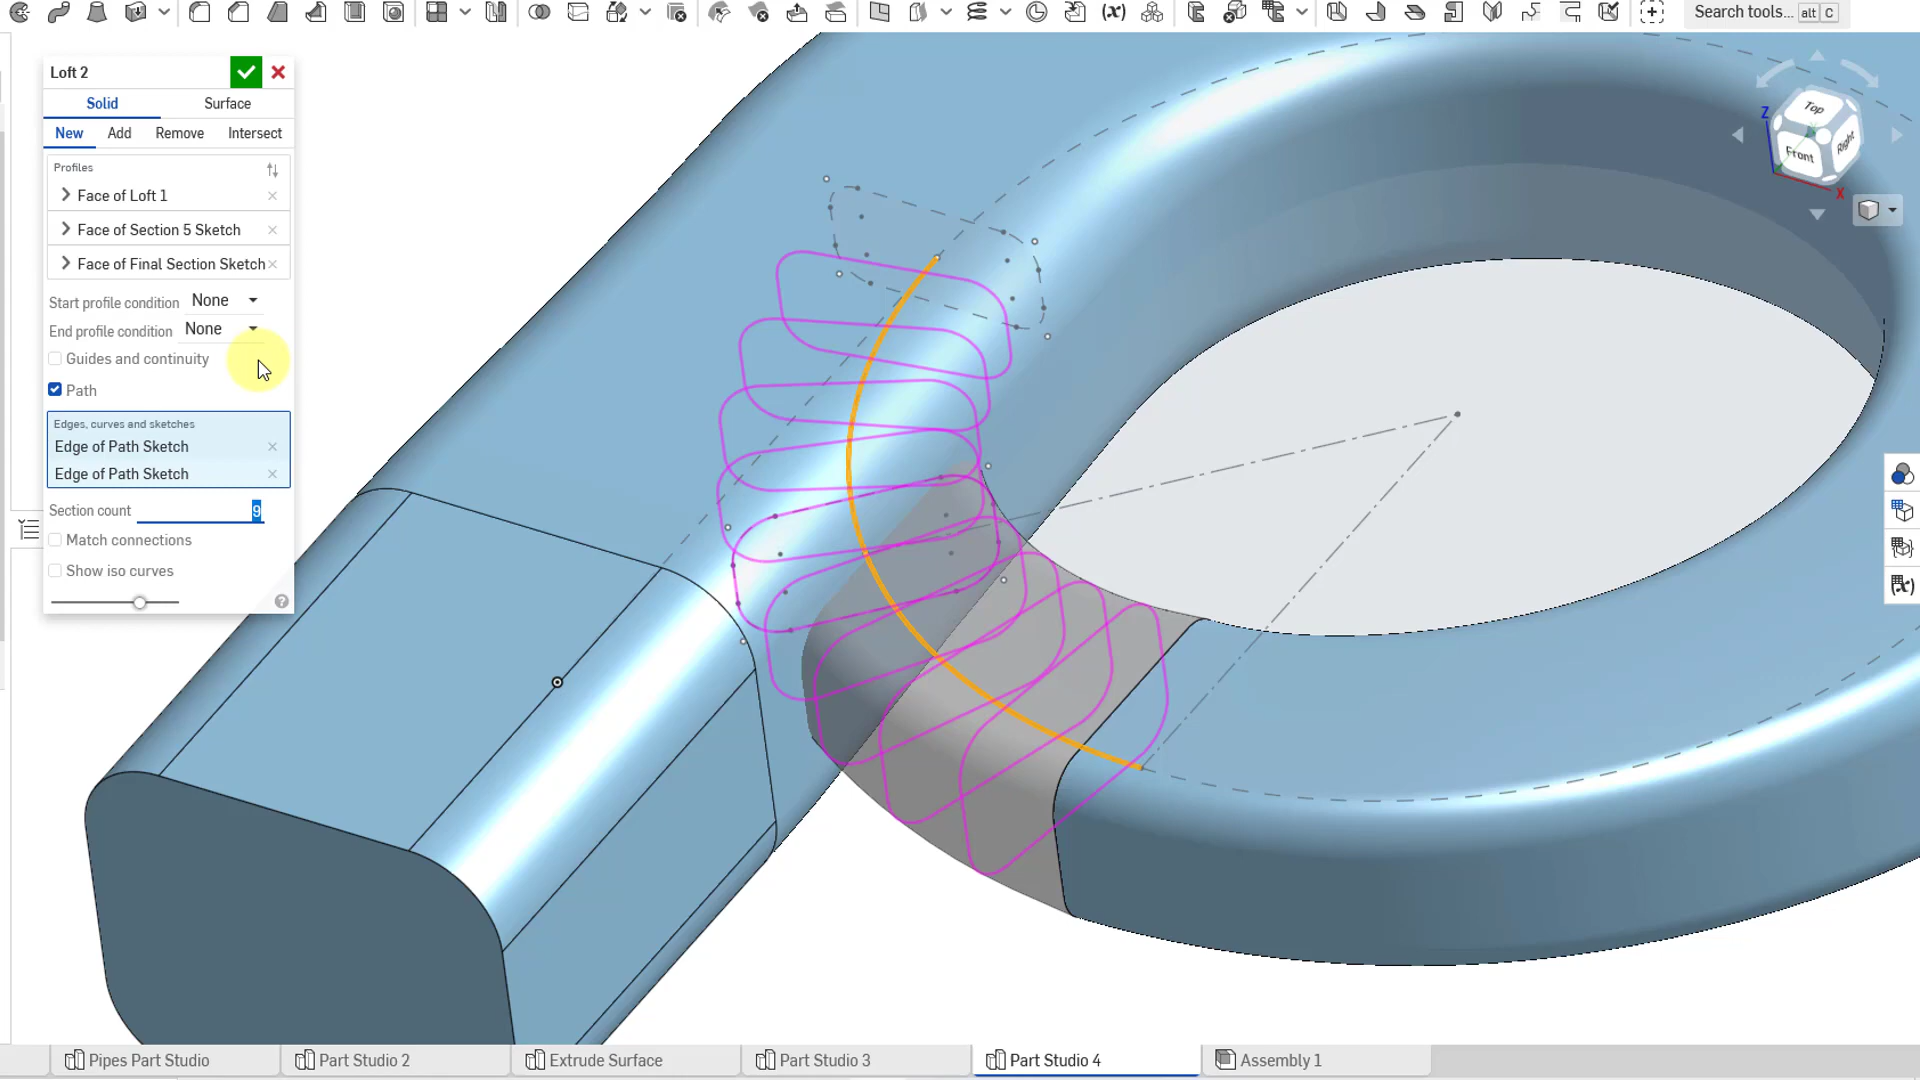 Search tools... alt C
Loft 2
Solid Surface
New Add Remove Intersect
Profiles
Face of Loft 1
Face of Section 5 Sketch
Face of Final Section Sketch
Start profile condition None
End profile condition None
Guides and continuity
Path
Edges, curves and sketches
Edge of Path Sketch
Edge of Path Sketch
Section count 9
Match connections
Show iso curves
Top
Front
Right
Z
X
(x)
(x)
Pipes Part Studio
Part Studio 2
Extrude Surface
Part Studio 3
Part Studio 4
Assembly 1